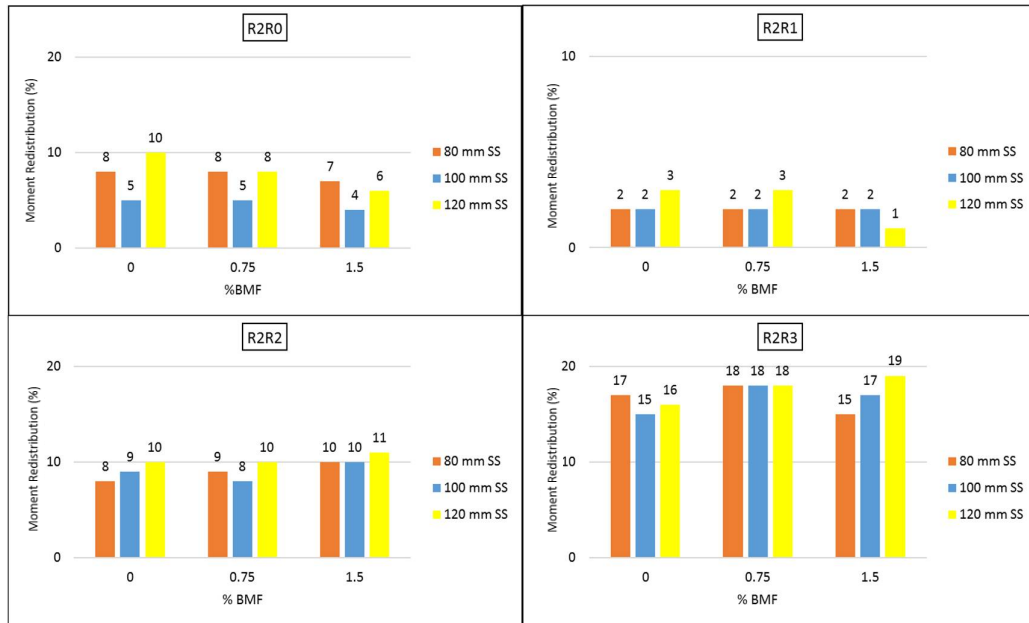 R2R0
Moment Redistribution (%)
20
10
0
8 5 10
8 5 8
7 4 6
0 0.75 1.5
%BMF
80 mm SS
100 mm SS
120 mm SS
R2R1
Moment Redistribution (%)
10
0
2 2 3
2 2 3
2 2 1
0 0.75 1.5
% BMF
80 mm SS
100 mm SS
120 mm SS
R2R2
Moment Redistribution (%)
20
10
0
8 9 10
9 8 10
10 10 11
0 0.75 1.5
% BMF
80 mm SS
100 mm SS
120 mm SS
R2R3
Moment Redistribution (%)
20
10
0
17 15 16
18 18 18
15 17 19
0 0.75 1.5
% BMF
80 mm SS
100 mm SS
120 mm SS